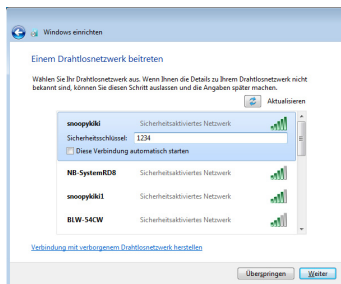 Windows einrichten
Einem Drahtlosnetzwerk beitreten
Wählen Sie Ihr Drahtlosnetzwerk aus. Wenn Ihnen die Details zu Ihrem Drahtlosnetzwerk nicht
bekannt sind, können Sie diesen Schritt auslassen und die Angaben später machen.
Aktualisieren
snoopykiki Sicherheitsaktiviertes Netzwerk
Sicherheitsschlüssel: 1234
Diese Verbindung automatisch starten
NB-SystemRD8 Sicherheitsaktiviertes Netzwerk
snoopykiki1 Sicherheitsaktiviertes Netzwerk
BLW-54CW Sicherheitsaktiviertes Netzwerk
Verbindung mit verborgenem Drahtlosnetzwerk herstellen
Überspringen Weiter